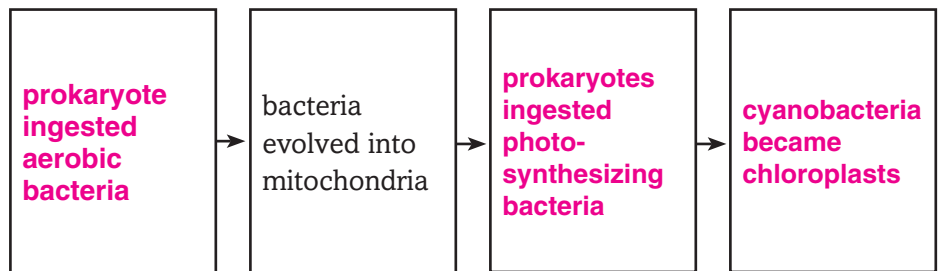 prokaryote
ingested
aerobic
bacteria
bacteria
evolved into
mitochondria
prokaryotes
ingested
photo-
synthesizing
bacteria
cyanobacteria
became
chloroplasts